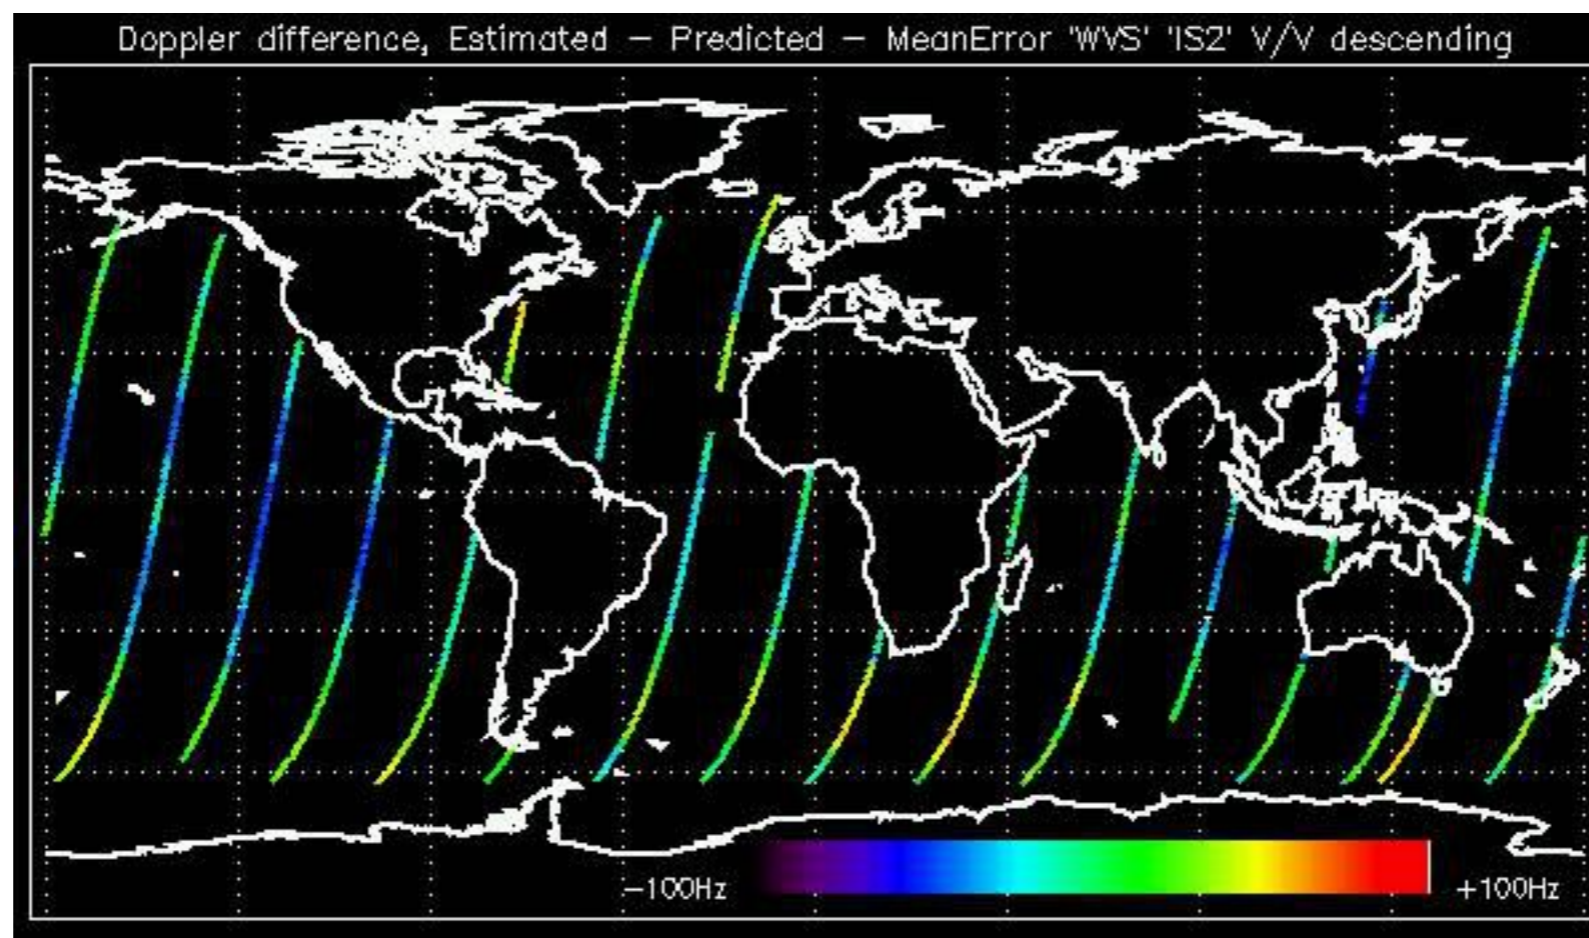 Doppler difference, Estimated – Predicted – MeanError 'WVS' 'IS2' V/V descending
–100Hz +100Hz